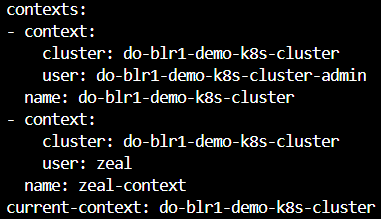 contexts:
- context:
    cluster: do-blr1-demo-k8s-cluster
    user: do-blr1-demo-k8s-cluster-admin
  name: do-blr1-demo-k8s-cluster
- context:
    cluster: do-blr1-demo-k8s-cluster
    user: zeal
  name: zeal-context
current-context: do-blr1-demo-k8s-cluster